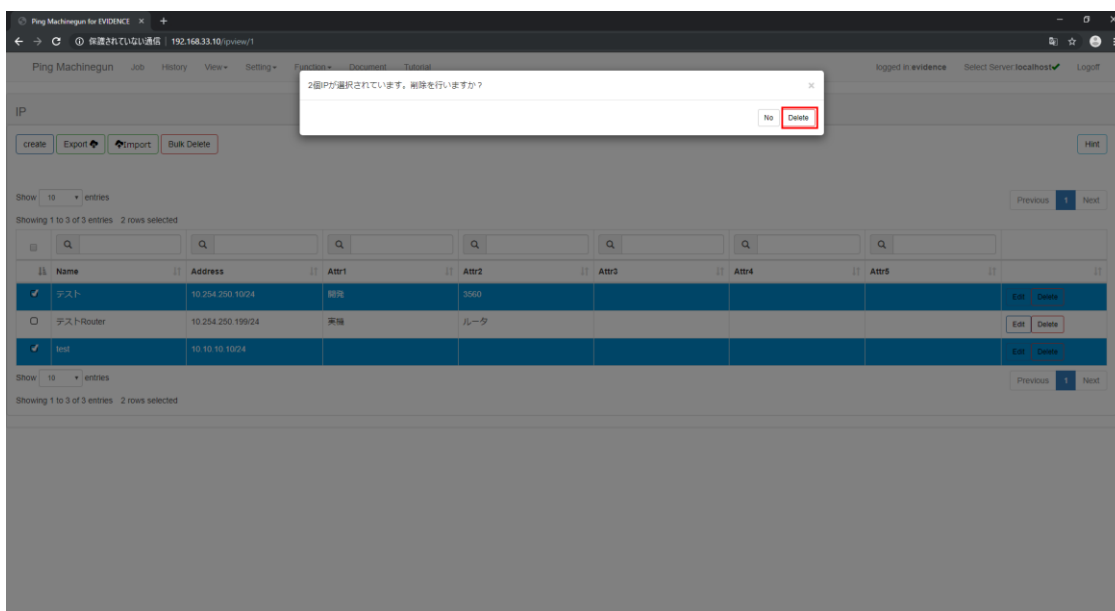 Ping Machinegun for EVIDENCE
保護されていない通信 | 192.168.33.10/ipview/1
Ping Machinegun Job History View Setting Function Document Tutorial logged in:evidence Select Server:localhost Logoff
2個IPが選択されています。削除を行いますか？ ×
No Delete
IP
create Export Import Bulk Delete Hint
Show 10 entries Previous 1 Next
Showing 1 to 3 of 3 entries 2 rows selected
Name Address Attr1 Attr2 Attr3 Attr4 Attr5
テスト 10.254.250.10/24 開発 3560 Edit Delete
テストRouter 10.254.250.199/24 実機 ルータ Edit Delete
test 10.10.10.10/24 Edit Delete
Show 10 entries Previous 1 Next
Showing 1 to 3 of 3 entries 2 rows selected